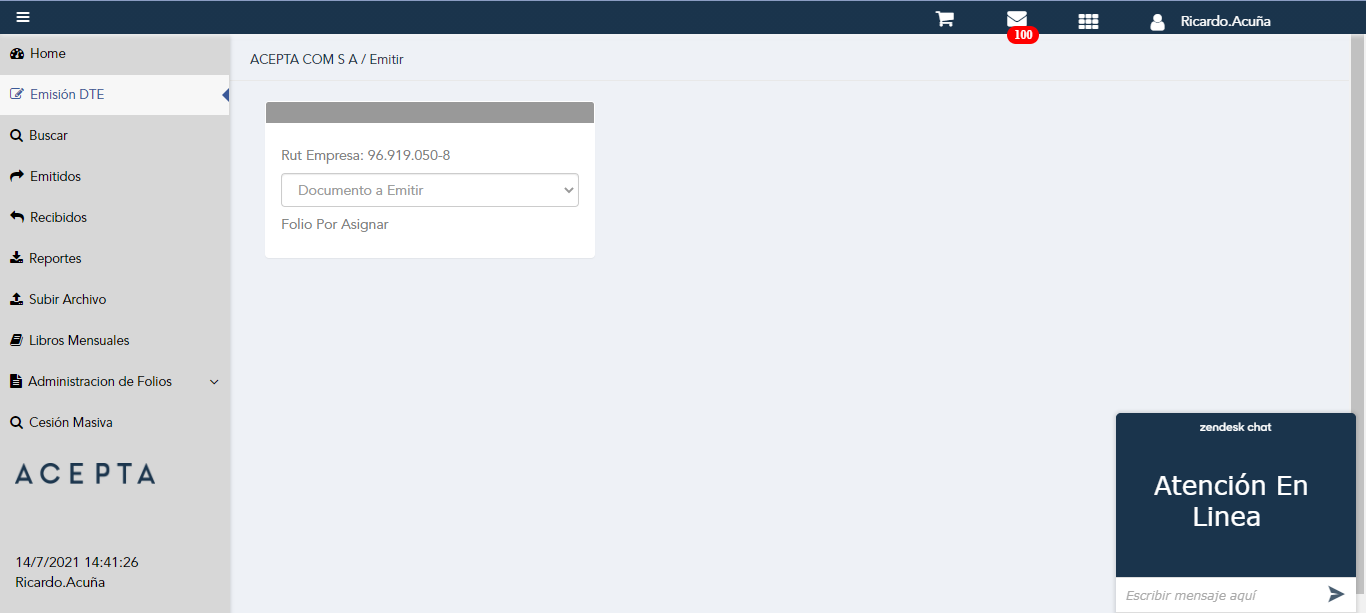 Ricardo.Acuña
100
Home
Emisión DTE
Buscar
Emitidos
Recibidos
Reportes
Subir Archivo
Libros Mensuales
Administracion de Folios
Cesión Masiva
ACEPTA
14/7/2021 14:41:26
Ricardo.Acuña
ACEPTA COM S A / Emitir
Rut Empresa: 96.919.050-8
Documento a Emitir
Folio Por Asignar
zendesk chat
Atención En
Linea
Escribir mensaje aquí